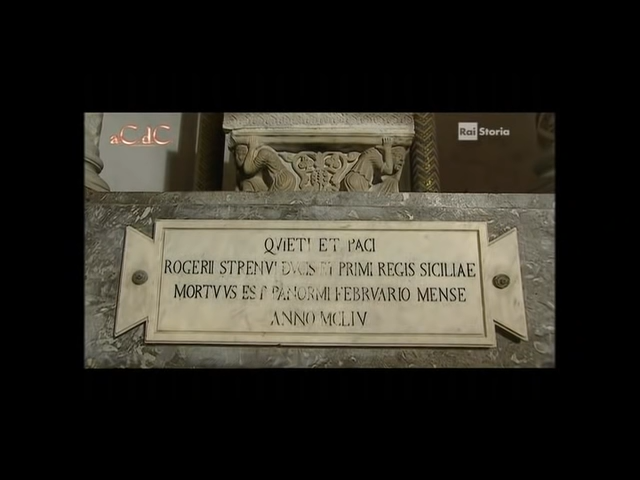 aCdC
Rai Storia
QVIETI ET PACI
ROGERII STRENVI DVCIS ET PRIMI REGIS SICILIAE
MORTVVS EST PANORMI FEBRVARIO MENSE
ANNO MCLIV